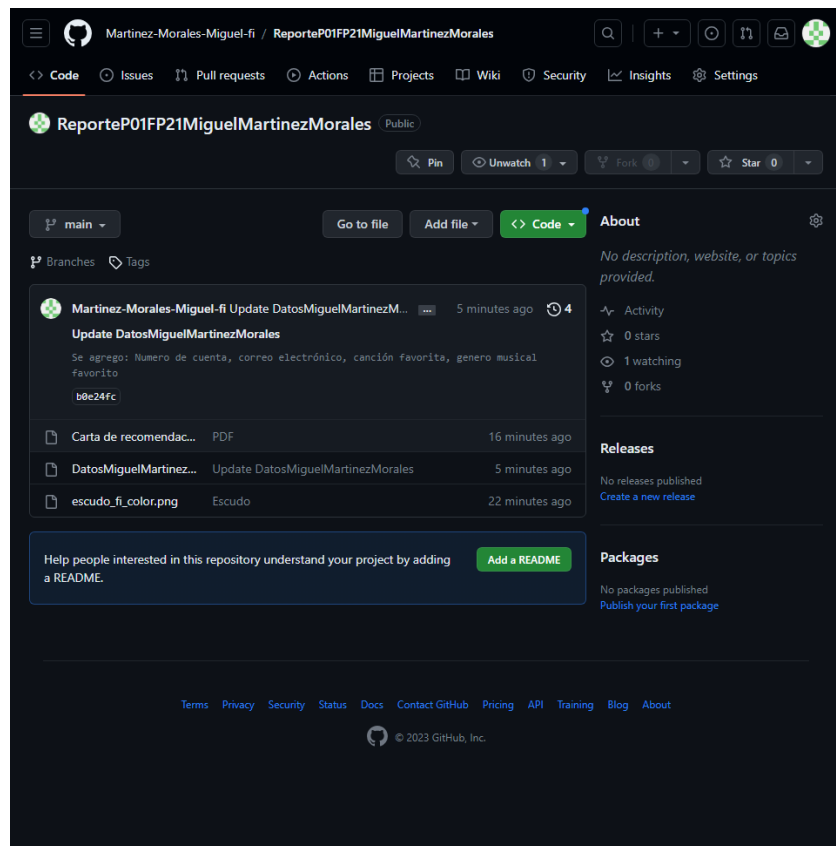 Martinez-Morales-Miguel-fi / ReporteP01FP21MiguelMartinezMorales
Code Issues Pull requests Actions Projects Wiki Security Insights Settings
ReporteP01FP21MiguelMartinezMorales Public
Pin Unwatch 1 Fork 0 Star 0
main Go to file Add file Code
Branches Tags
Martinez-Morales-Miguel-fi Update DatosMiguelMartinezM... ... 5 minutes ago 4
Update DatosMiguelMartinezMorales
Se agrego: Numero de cuenta, correo electrónico, canción favorita, genero musical
favorito
b0e24fc
Carta de recomendac... PDF 16 minutes ago
DatosMiguelMartinez... Update DatosMiguelMartinezMorales 5 minutes ago
escudo_fi_color.png Escudo 22 minutes ago
Help people interested in this repository understand your project by adding
a README.
Add a README
About
No description, website, or topics
provided.
Activity
0 stars
1 watching
0 forks
Releases
No releases published
Create a new release
Packages
No packages published
Publish your first package
Terms Privacy Security Status Docs Contact GitHub Pricing API Training Blog About
© 2023 GitHub, Inc.